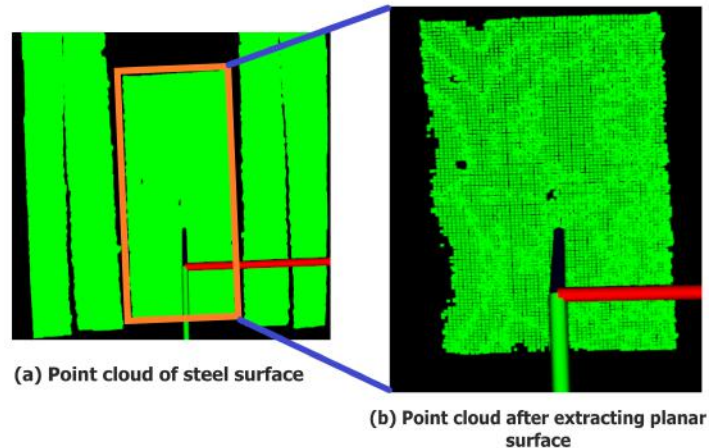 (a) Point cloud of steel surface
(b) Point cloud after extracting planar
surface